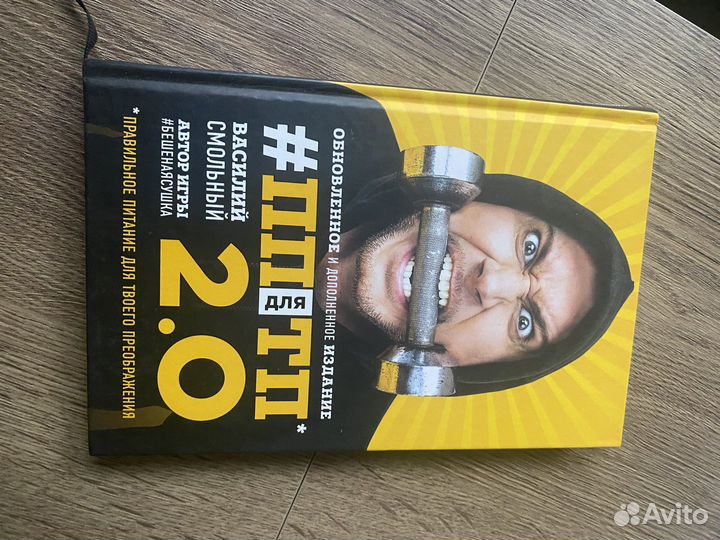 ОБНОВЛЕННОЕ И ДОПОЛНЕННОЕ ИЗДАНИЕ
#ПП ДЛЯ ТП*
2.0
ВАСИЛИЙ
СМОЛЬНЫЙ
АВТОР ИГРЫ
#БЕШЕНАЯСУШКА
*ПРАВИЛЬНОЕ ПИТАНИЕ ДЛЯ ТВОЕГО ПРЕОБРАЖЕНИЯ
Avito